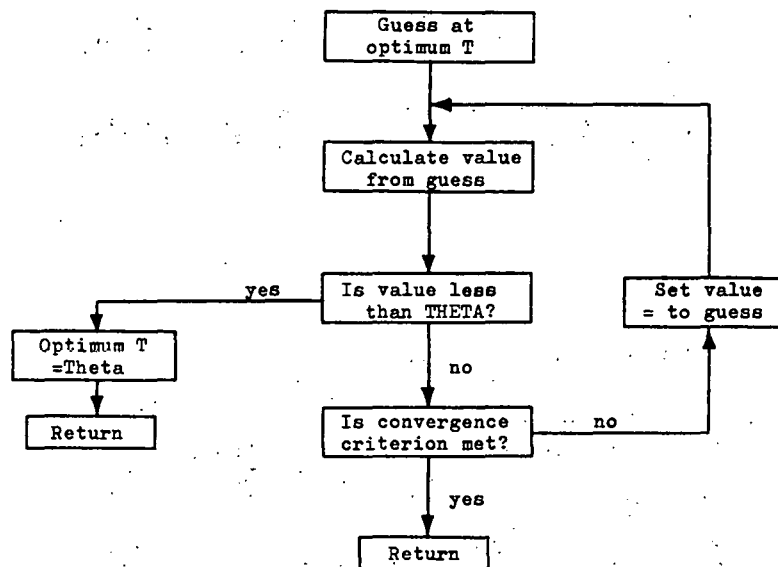 Guess at
optimum T
Calculate value
from guess
Is value less
than THETA?
yes
Optimum T
=Theta
Return
no
Is convergence
criterion met?
no
Set value
= to guess
yes
Return